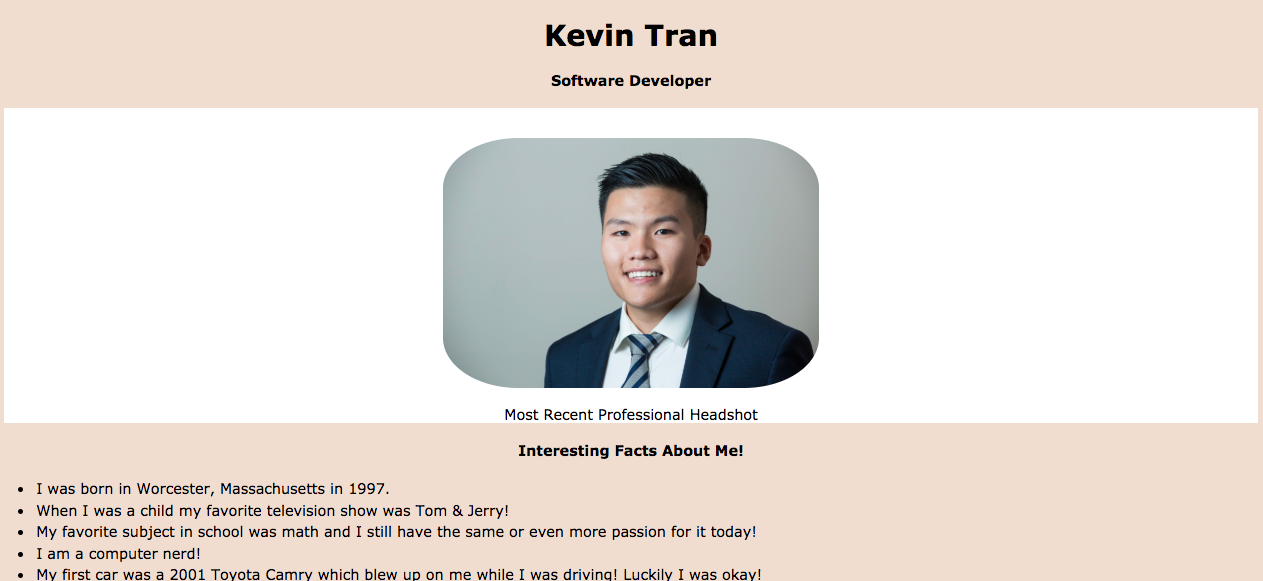 Kevin Tran
Software Developer
Most Recent Professional Headshot
Interesting Facts About Me!
• I was born in Worcester, Massachusetts in 1997.
• When I was a child my favorite television show was Tom & Jerry!
• My favorite subject in school was math and I still have the same or even more passion for it today!
• I am a computer nerd!
• My first car was a 2001 Toyota Camry which blew up on me while I was driving! Luckily I was okay!